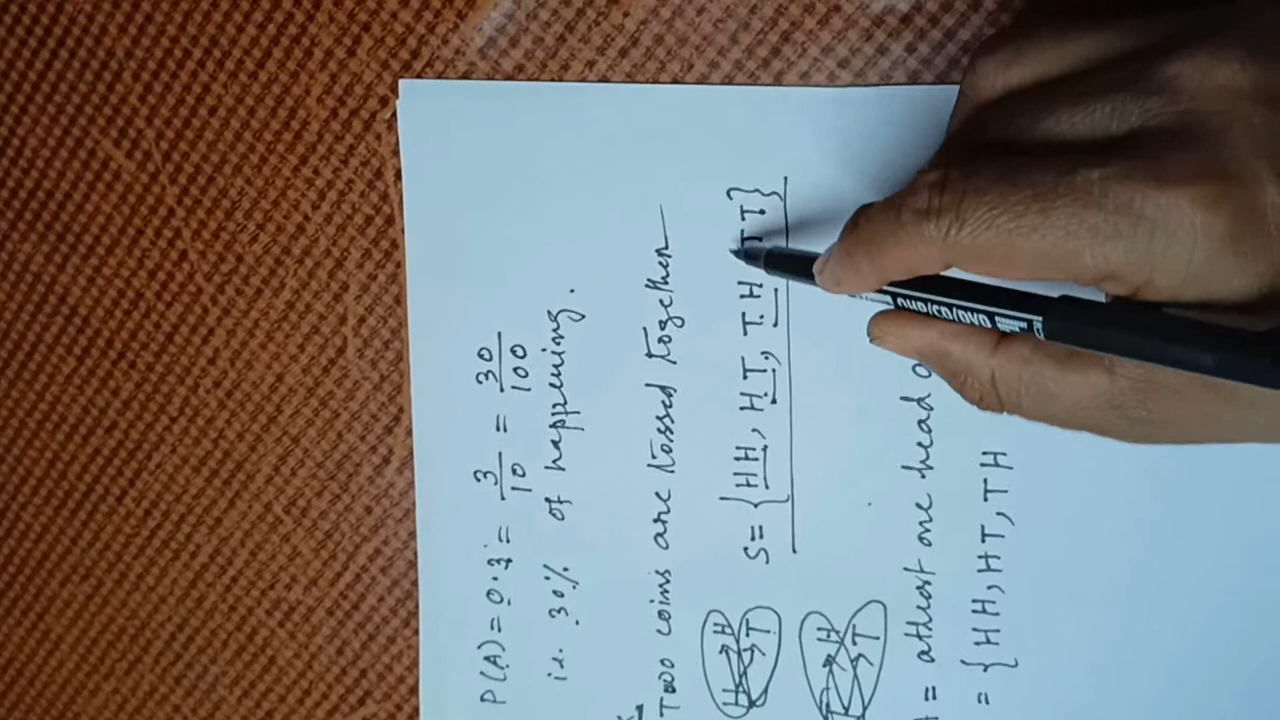 P(A) = 0.3 = 3/10 = 30/100
i.e. 30% of happening.
Two coins are tossed together
H → H
T
S = {HH, HT, TH, TT}
T → H
T
= atleast one head
= {HH, HT, TH
OHP/CD/DVD